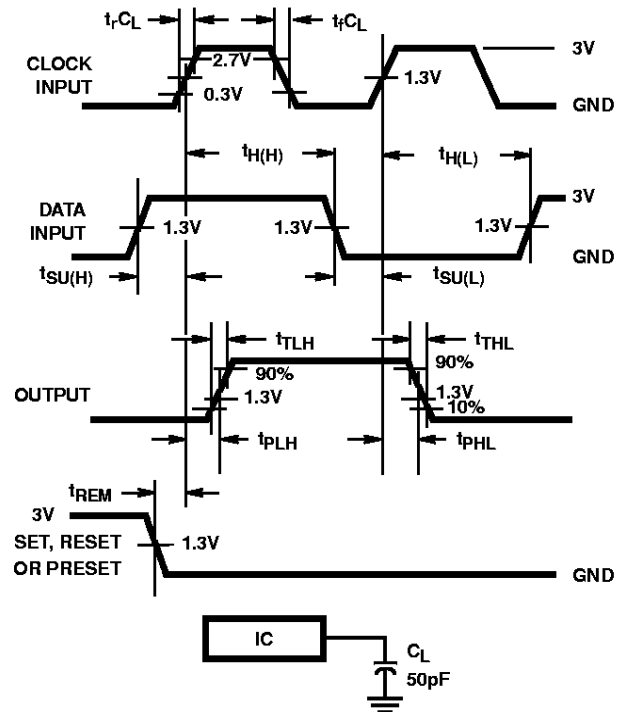 trCL
tfCL
CLOCK
INPUT
2.7V
0.3V
1.3V
3V
GND
tH(H)
tH(L)
DATA
INPUT
1.3V
1.3V
1.3V
3V
GND
tSU(H)
tSU(L)
tTLH
tTHL
OUTPUT
90%
1.3V
90%
1.3V
10%
tPLH
tPHL
tREM
3V
SET, RESET
OR PRESET
1.3V
GND
IC
CL
50pF